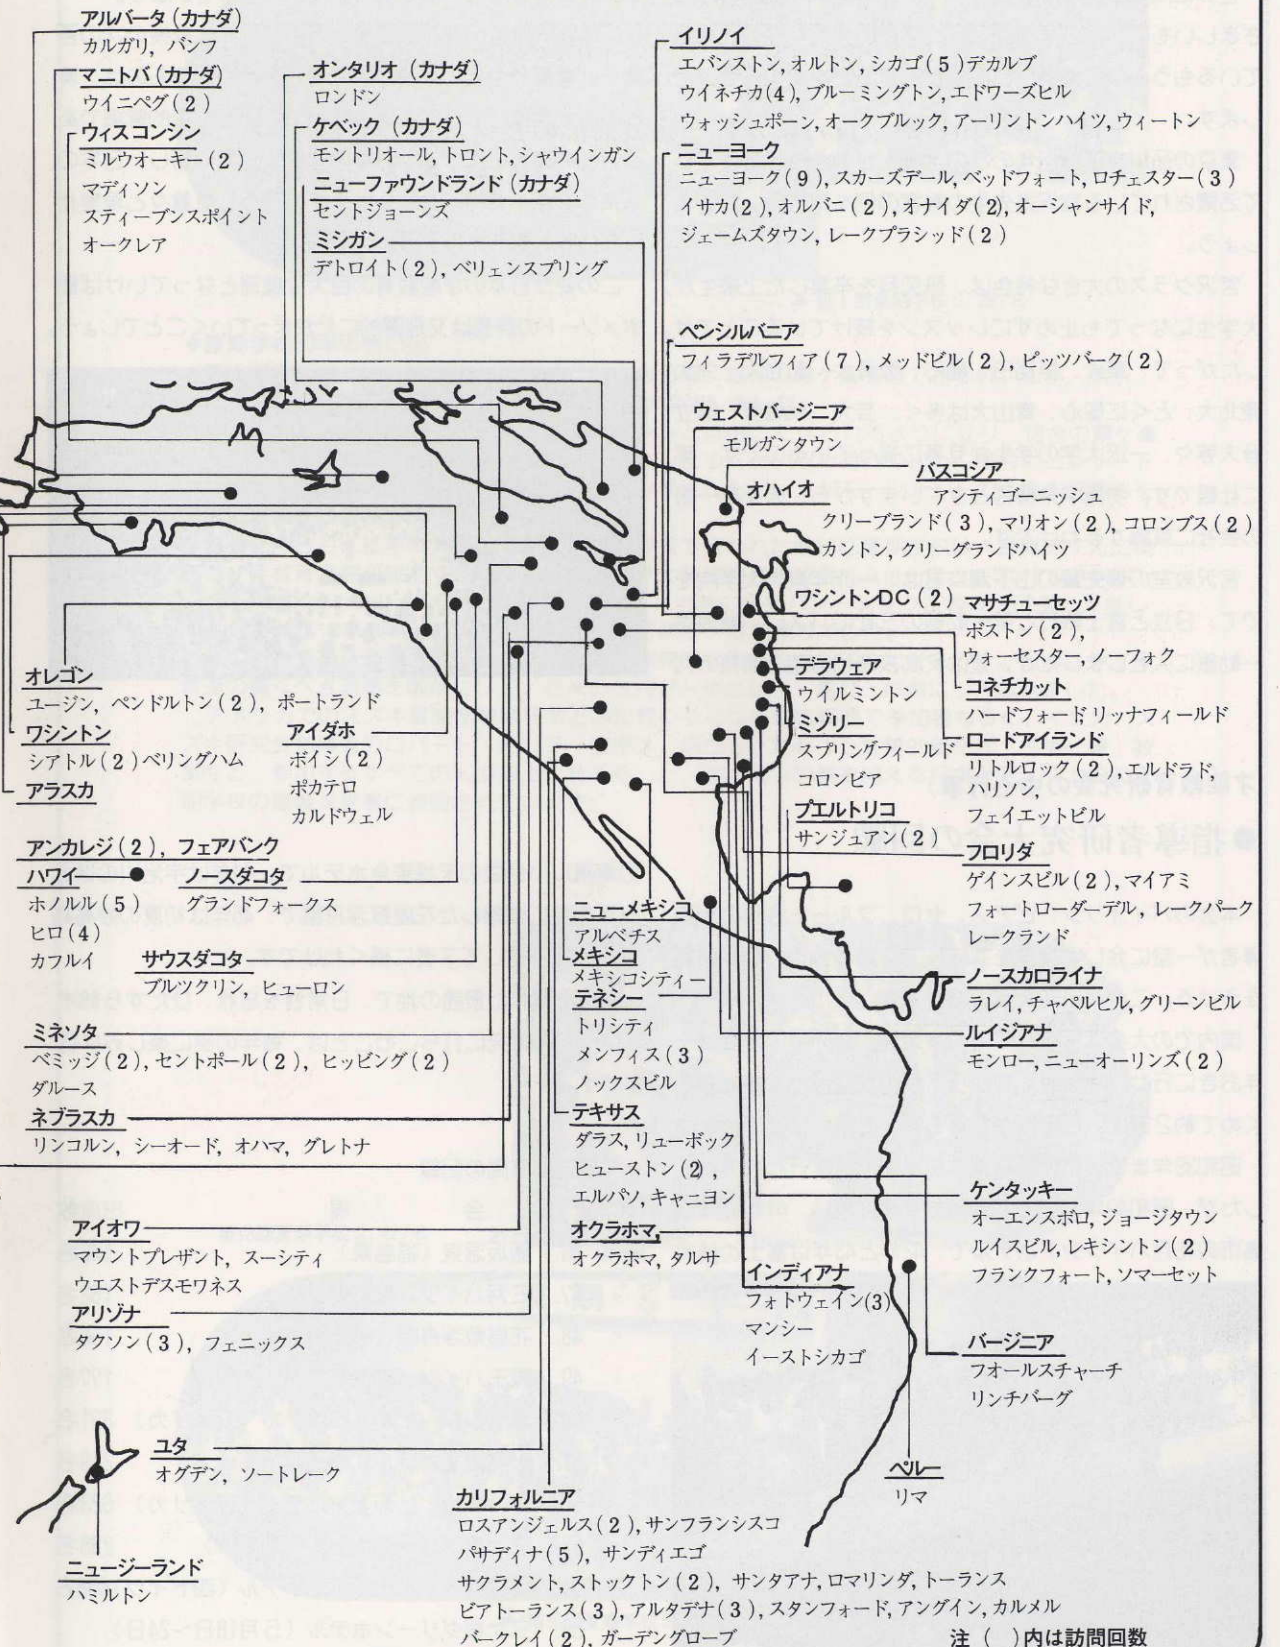 アルバータ(カナダ)
カルガリ, バンフ
マニトバ(カナダ)
ウイニペグ(2)
ウィスコンシン
ミルウオーキー(2)
マディソン
スティーブンスポイント
オークレア
オンタリオ(カナダ)
ロンドン
ケベック(カナダ)
モントリオール, トロント, シャウインガン
ニューファウンドランド(カナダ)
セントジョーンズ
ミシガン
デトロイト(2), ベリェンスプリング
イリノイ
エバンストン, オルトン, シカゴ(5)デカルブ
ウイネチカ(4), ブルーミングトン, エドワーズヒル
ウォッシュポーン, オークブルック, アーリントンハイツ, ウィートン
ニューヨーク
ニューヨーク(9), スカーズデール, ベッドフォート, ロチェスター(3)
イサカ(2), オルバニ(2), オナイダ(2), オーシャンサイド,
ジェームズタウン, レークプラシッド(2)
ペンシルバニア
フィラデルフィア(7), メッドビル(2), ピッツバーク(2)
ウェストバージニア
モルガンタウン
バスコシア
アンティゴーニッシュ
オハイオ
クリーブランド(3), マリオン(2), コロンブス(2)
カントン, クリーグランドハイツ
ワシントンDC(2)
マサチューセッツ
ボストン(2),
ウォーセスター, ノーフォク
デラウェア
ウイルミントン
コネチカット
ハードフォード, リッナフィールド
ミゾリー
スプリングフィールド
コロンビア
ロードアイランド
リトルロック(2), エルドラド,
ハリソン,
フェイエットビル
プエルトリコ
サンジュアン(2)
フロリダ
ゲインスビル(2), マイアミ
フォートローダーデル, レークパーク
レークランド
ノースカロライナ
ラレイ, チャペルヒル, グリーンビル
ルイジアナ
モンロー, ニューオーリンズ(2)
オレゴン
ユージン, ペンドルトン(2), ポートランド
ワシントン
シアトル(2)ベリングハム
アイダホ
ボイシ(2)
ポカテロ
カルドウェル
アラスカ
アンカレジ(2), フェアバンク
ハワイ
ホノルル(5)
ヒロ(4)
カフルイ
ノースダコタ
グランドフォークス
サウスダコタ
ブルツクリン, ヒューロン
ミネソタ
ベミッジ(2), セントポール(2), ヒッビング(2)
ダルース
ネブラスカ
リンコルン, シーオード, オハマ, グレトナ
アイオワ
マウントプレザント, スーシティ
ウエストデスモワネス
アリゾナ
タクソン(3), フェニックス
ユタ
オグデン, ソートレーク
ニュージーランド
ハミルトン
ニューメキシコ
アルベチス
メキシコ
メキシコシティー
テネシー
トリシティ
メンフィス(3)
ノックスビル
テキサス
ダラス, リューボック
ヒューストン(2),
エルパソ, キャニヨン
オクラホマ,
オクラホマ, タルサ
インディアナ
フォトウェイン(3)
マンシー
イーストシカゴ
ケンタッキー
オーエンスボロ, ジョージタウン
ルイスビル, レキシントン(2)
フランクフォート, ソマーセット
バージニア
フオールスチャーチ
リンチバーグ
ペルー
リマ
カリフォルニア
ロスアンジェルス(2), サンフランシスコ
パサディナ(5), サンディエゴ
サクラメント, ストックトン(2), サンタアナ, ロマリンダ, トーランス
ビアトーランス(3), アルタデナ(3), スタンフォード, アングイン, カルメル
バークレイ(2), ガーデングローブ
注 ( )内は訪問回数